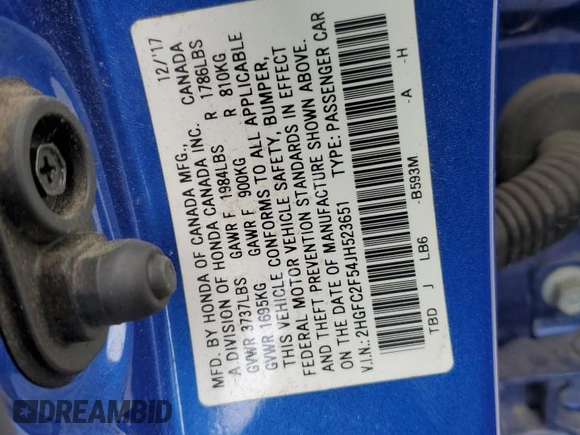 MFD. BY HONDA OF CANADA MFG., 12/'17
A DIVISION OF HONDA CANADA INC. CANADA
GVWR 3737LBS GAWR F 1984LBS R 1786LBS
GVWR 1695KG GAWR F 900KG R 810KG
THIS VEHICLE CONFORMS TO ALL APPLICABLE
FEDERAL MOTOR VEHICLE SAFETY, BUMPER,
AND THEFT PREVENTION STANDARDS IN EFFECT
ON THE DATE OF MANUFACTURE SHOWN ABOVE.
V.I.N.: 2HGFC2F54JH523651 TYPE: PASSENGER CAR
TBD J LB6 -B593M -A -H
DREAMBID